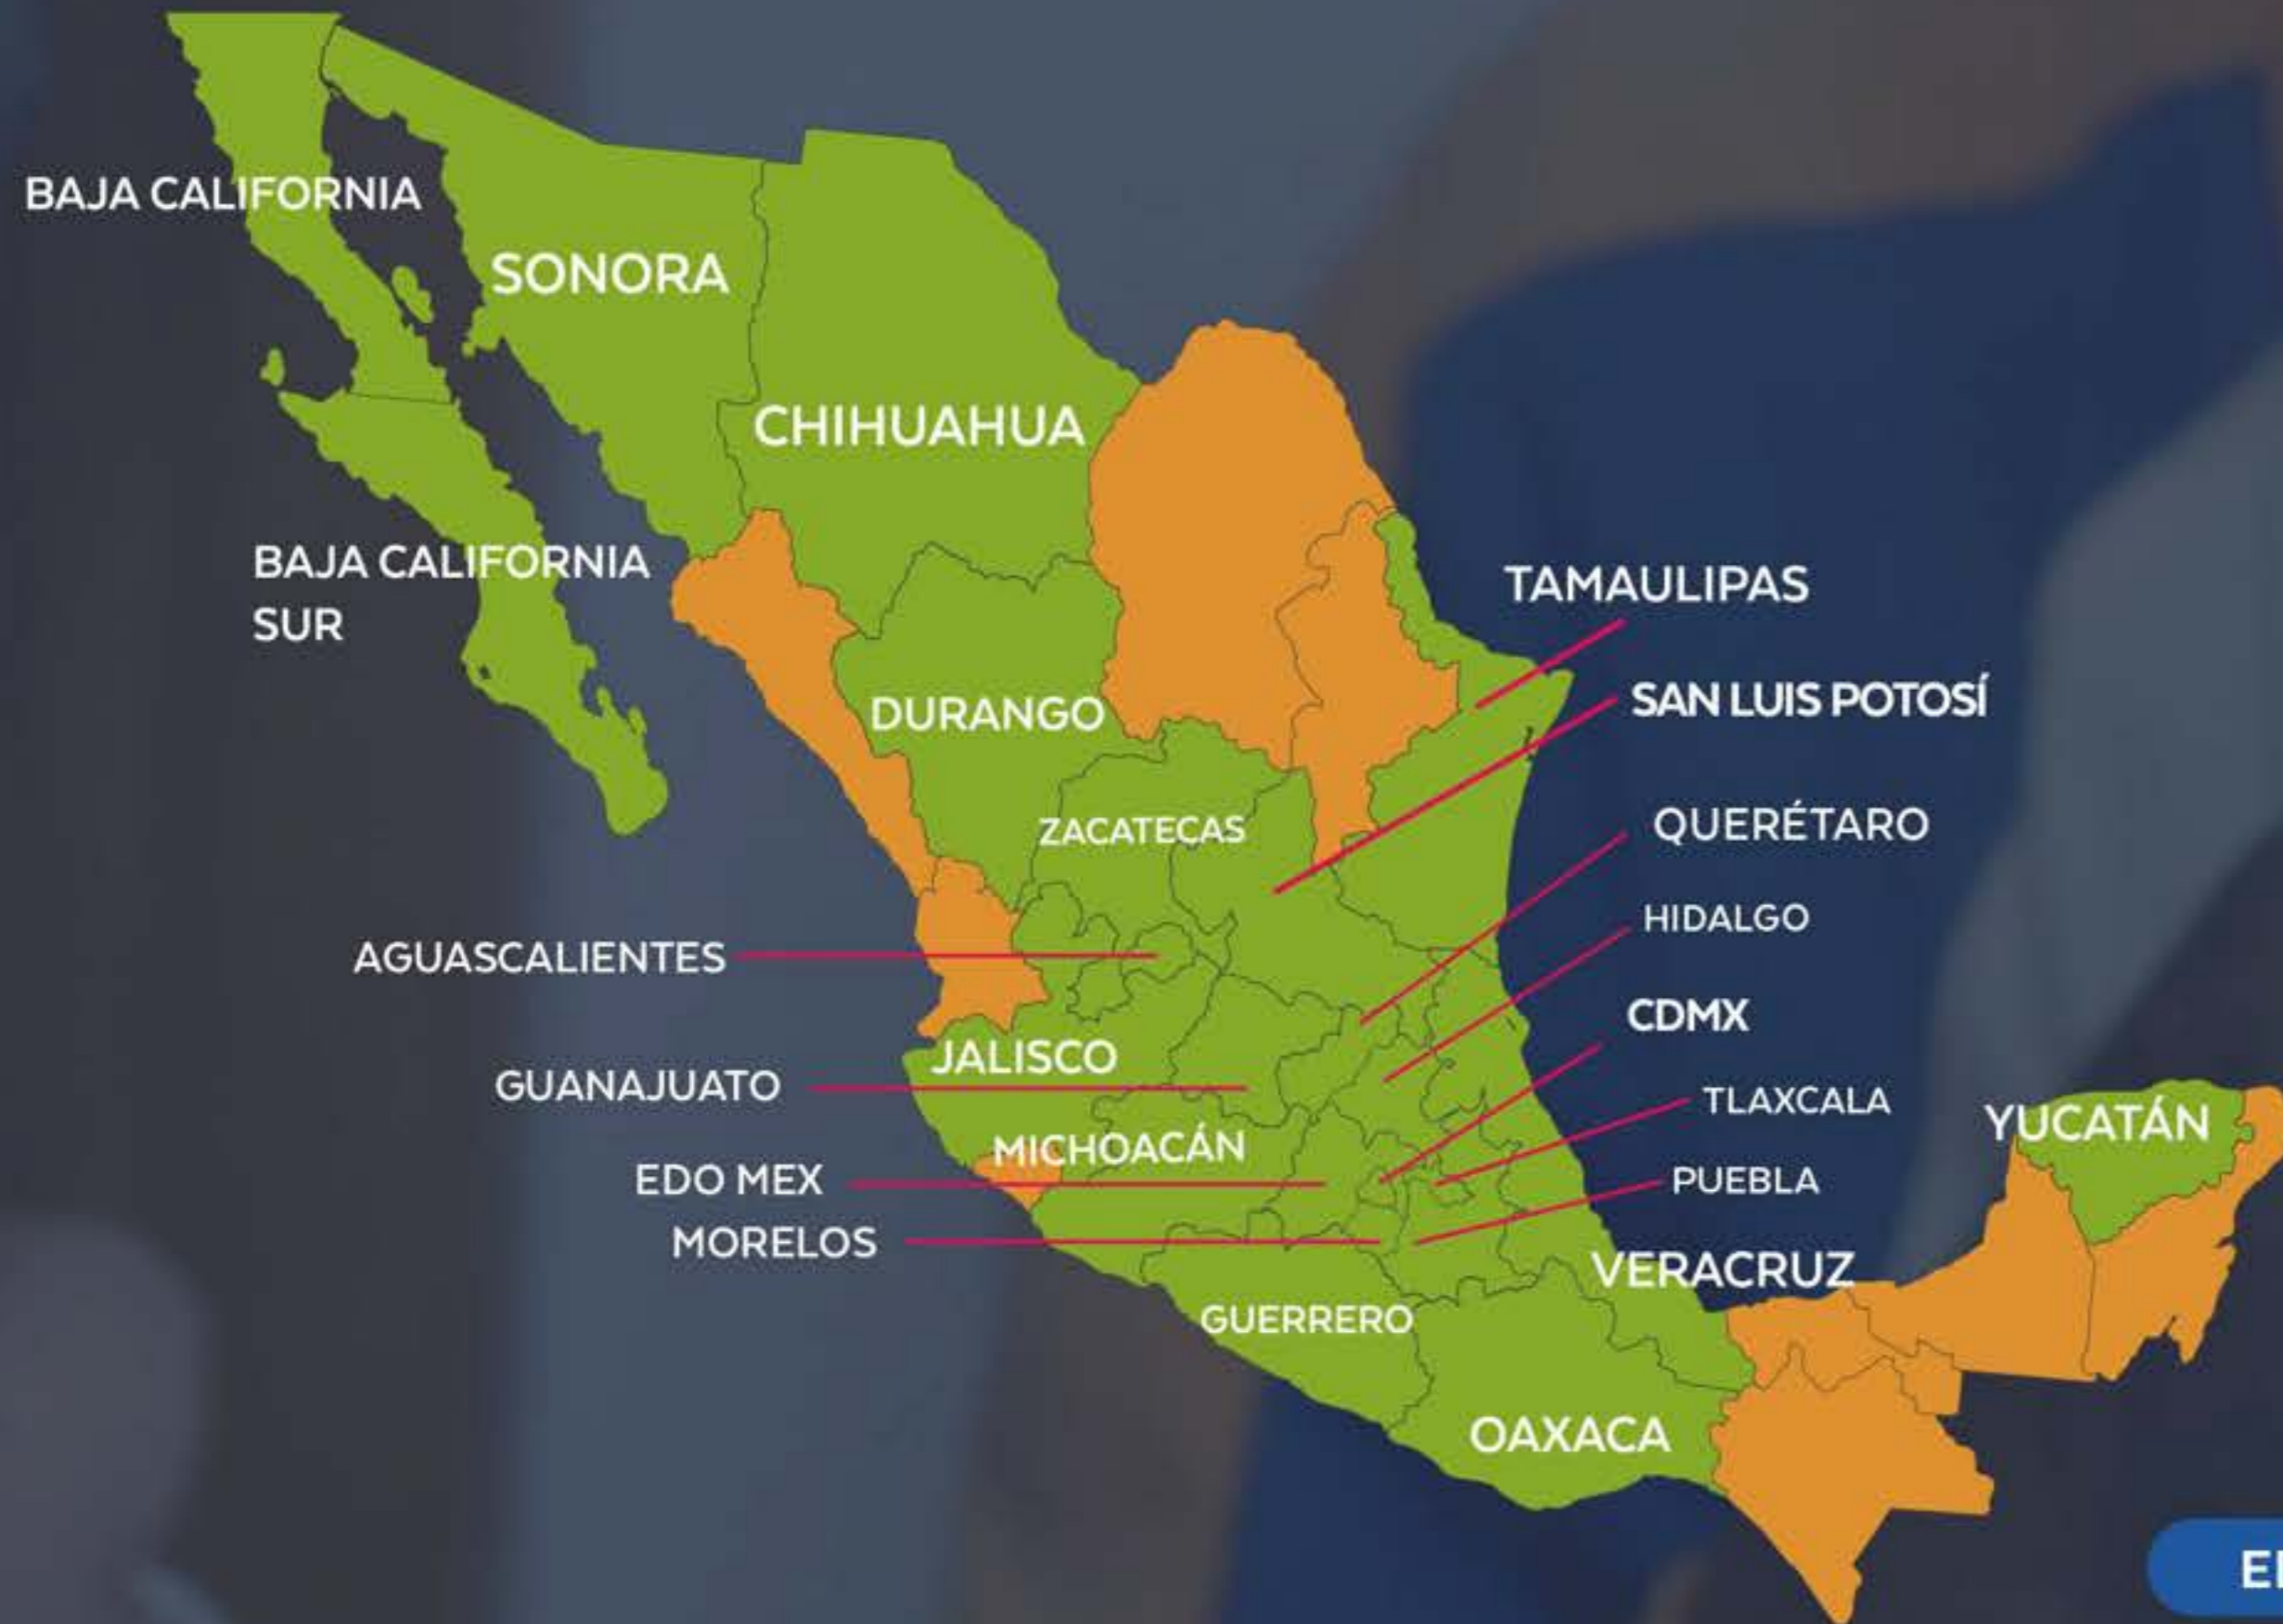 BAJA CALIFORNIA
SONORA
CHIHUAHUA
BAJA CALIFORNIA
SUR
TAMAULIPAS
SAN LUIS POTOSÍ
DURANGO
ZACATECAS
QUERÉTARO
HIDALGO
AGUASCALIENTES
CDMX
JALISCO
GUANAJUATO
TLAXCALA
YUCATÁN
MICHOACÁN
EDO MEX
PUEBLA
MORELOS
VERACRUZ
GUERRERO
OAXACA